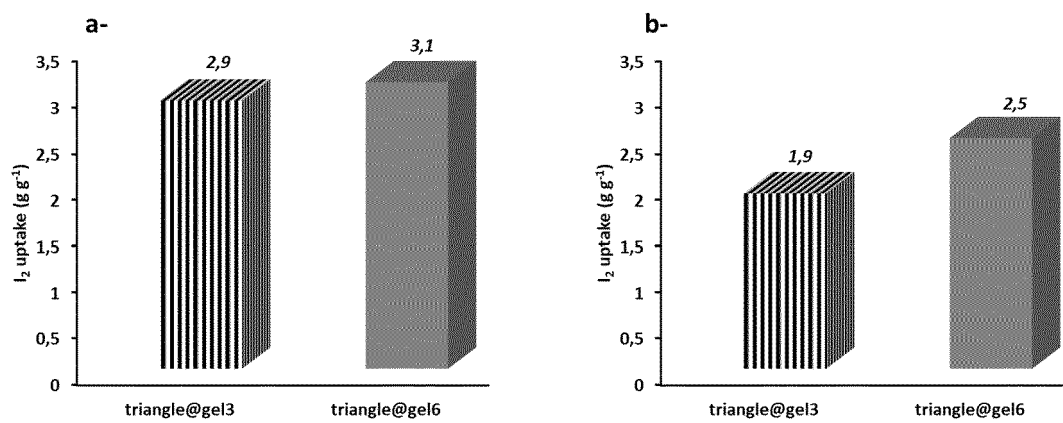 a-
I₂ uptake (g g⁻¹)
3,5
3
2,5
2
1,5
1
0,5
0
2,9
3,1
triangle@gel3
triangle@gel6
b-
I₂ uptake (g g⁻¹)
3,5
3
2,5
2
1,5
1
0,5
0
1,9
2,5
triangle@gel3
triangle@gel6